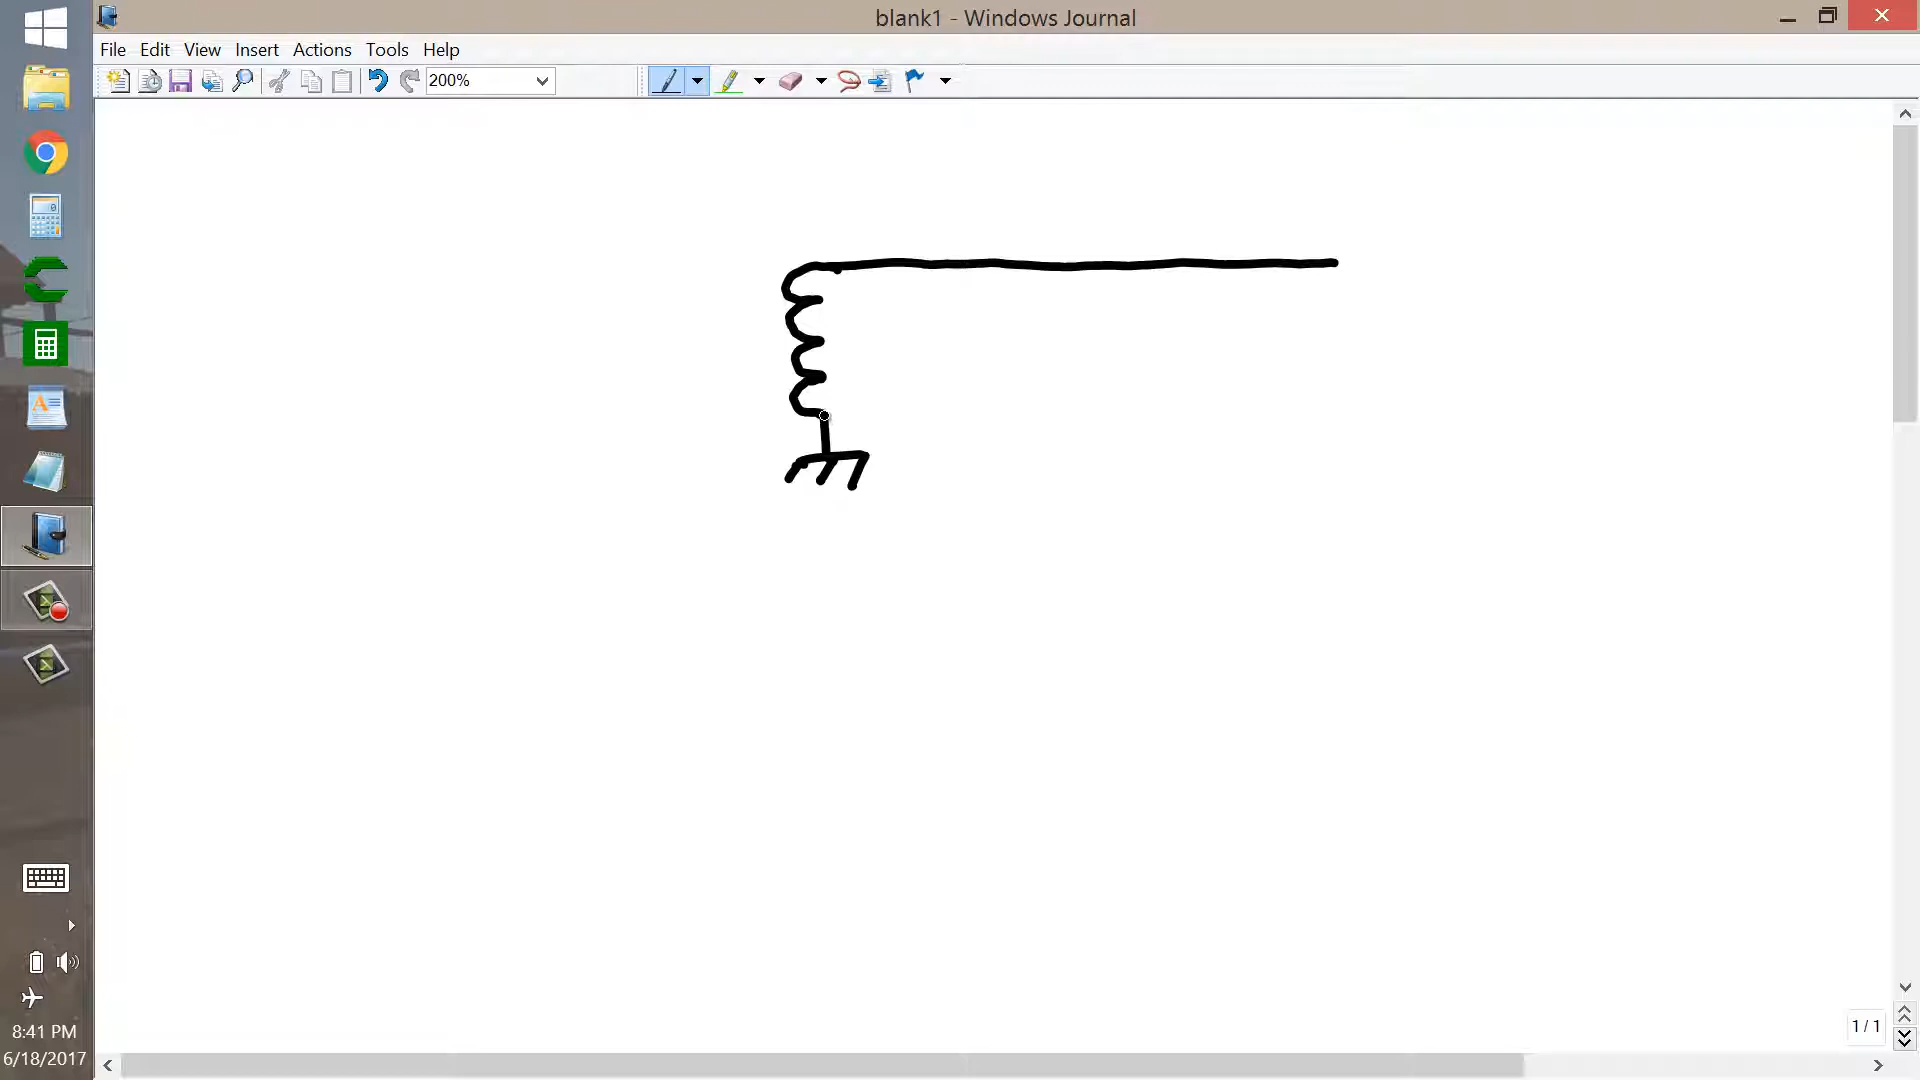 blank1 - Windows Journal
File Edit View Insert Actions Tools Help
200%
1 / 1
8:41 PM
6/18/2017